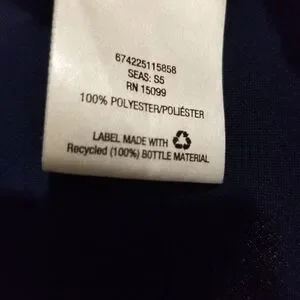 674225115858
SEAS: S5
RN 15099
100% POLYESTER/POLIÉSTER
LABEL MADE WITH
Recycled (100%) BOTTLE MATERIAL